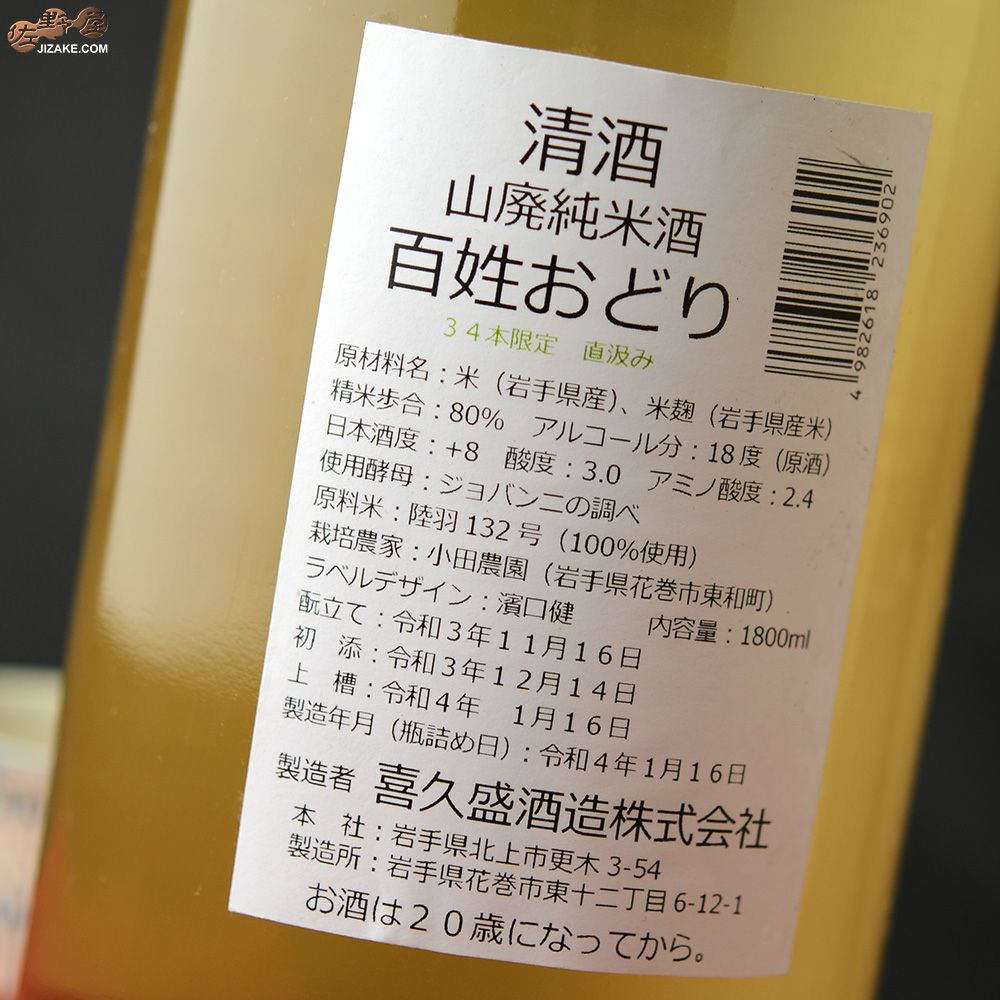 佐野屋
JIZAKE.COM
清酒
山廃純米酒
百姓おどり
34本限定　直汲み
原材料名：米（岩手県産）、米麹（岩手県産米）
精米歩合：80%　アルコール分：18度（原酒）
日本酒度：+8　酸度：3.0　アミノ酸度：2.4
使用酵母：ジョバンニの調べ
原料米：陸羽132号（100%使用）
栽培農家：小田農園（岩手県花巻市東和町）
ラベルデザイン：濱口健　内容量：1800ml
酛立て：令和3年11月16日
初　添：令和3年12月14日
上　槽：令和4年　1月16日
製造年月（瓶詰め日）：令和4年1月16日
製造者　喜久盛酒造株式会社
本　社：岩手県北上市更木3-54
製造所：岩手県花巻市東十二丁目6-12-1
お酒は20歳になってから。
4 982618 236902